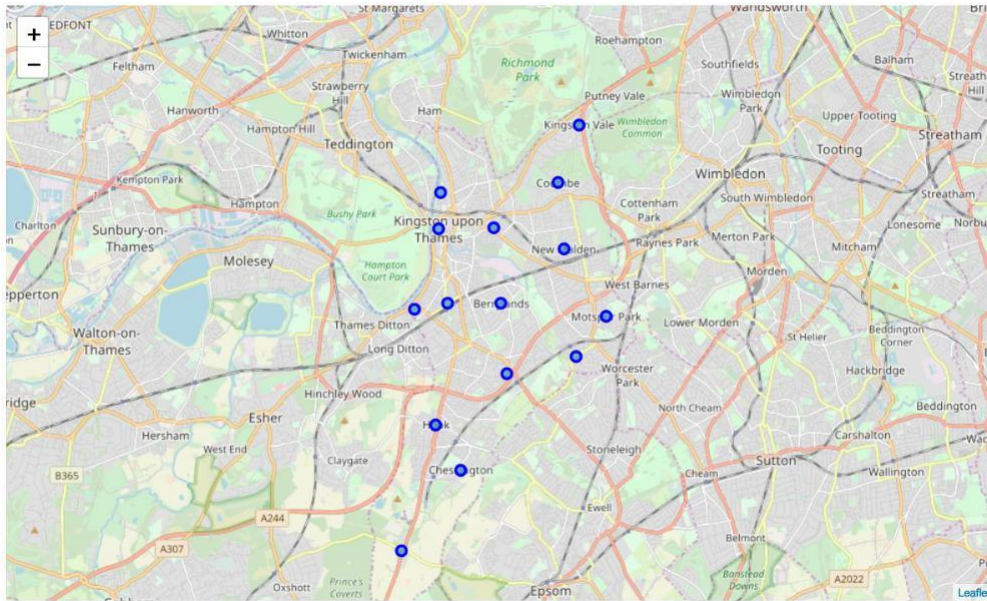 St Margarets
Wandsworth
EDFONT
Whitton
Roehampton
Twickenham
Feltham
Richmond
Park
Southfields
Balham
Strawberry
Hill
Putney Vale
Wimbledon
Park
Hanworth
Ham
Upper Tooting
Hampton Hill
Wimbledon
Common
Streatham
Teddington
Tooting
Kempton Park
Wimbledon
Charlton
Hampton
Bushy Park
Cottenham
Park
South Wimbledon
Streatham
Sunbury-on-
Thames
Kingston upon
Thames
Raynes Park
Merton Park
Lonesome
Mitcham
Molesey
Hampton
Court Park
Morden
West Barnes
Walton-on-
Thames
Thames Ditton
Lower Morden
St Helier
Beddington
Corner
Long Ditton
Worcester
Park
Hackbridge
Hinchley Wood
Esher
North Cheam
Beddington
Hersham
West End
Claygate
Stoneleigh
Carshalton
B365
Cheam
Sutton
Wallington
A244
Ewell
A307
Belmont
Oxshott
Prince's
Coverts
Epsom
Banstead
Downs
A2022
Leafle